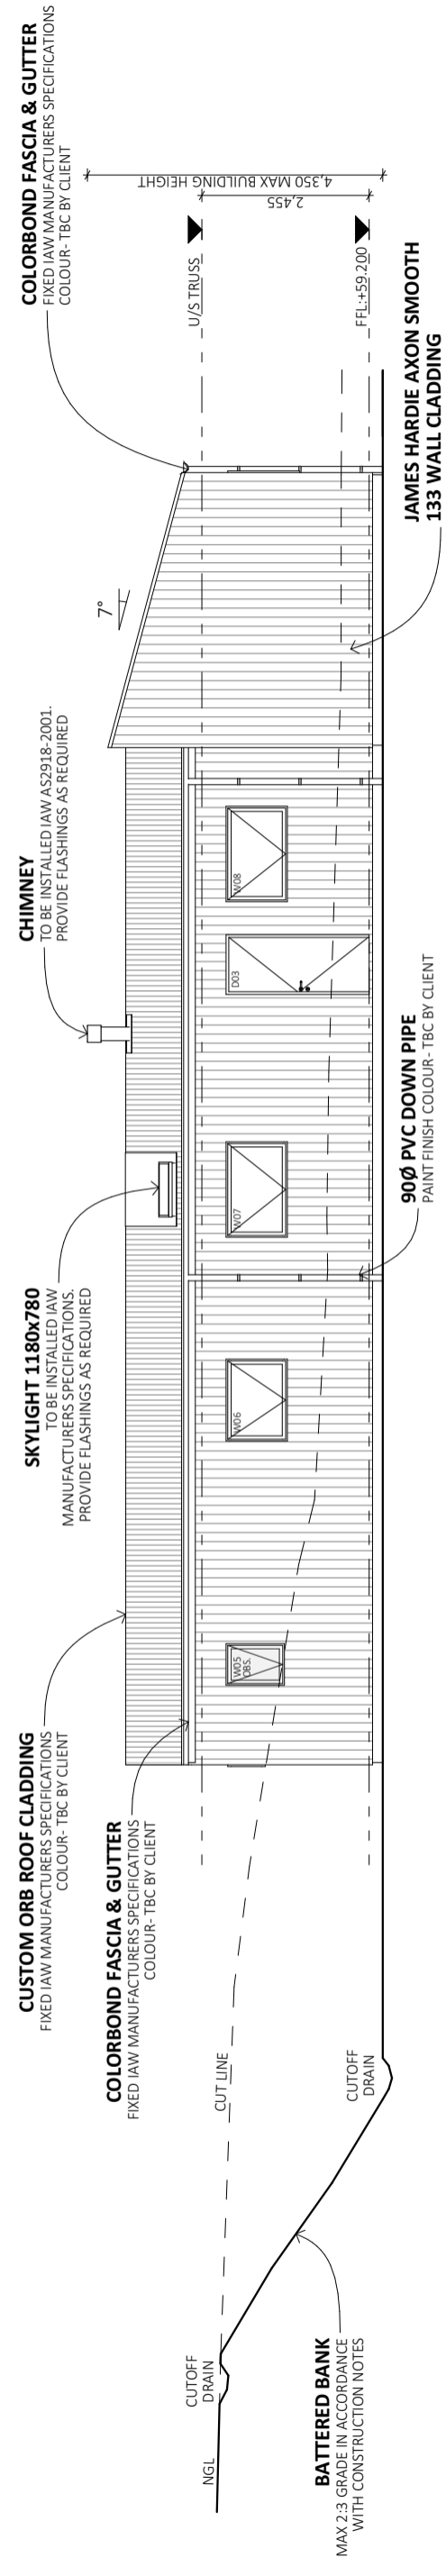 CUSTOM ORB ROOF CLADDING
FIXED IAW MANUFACTURERS SPECIFICATIONS
COLOUR- TBC BY CLIENT
SKYLIGHT 1180x780
TO BE INSTALLED IAW
MANUFACTURERS SPECIFICATIONS.
PROVIDE FLASHINGS AS REQUIRED
CHIMNEY
TO BE INSTALLED IAW AS2918-2001.
PROVIDE FLASHINGS AS REQUIRED
COLORBOND FASCIA & GUTTER
FIXED IAW MANUFACTURERS SPECIFICATIONS
COLOUR- TBC BY CLIENT
COLORBOND FASCIA & GUTTER
FIXED IAW MANUFACTURERS SPECIFICATIONS
COLOUR- TBC BY CLIENT
7°
4,350 MAX BUILDING HEIGHT
2,455
U/S TRUSS
FFL:+59.200
NGL
CUTOFF
DRAIN
CUT LINE
W05
OBS.
W06
W07
D03
W08
CUTOFF
DRAIN
BATTERED BANK
MAX 2:3 GRADE IN ACCORDANCE
WITH CONSTRUCTION NOTES
90Ø PVC DOWN PIPE
PAINT FINISH COLOUR- TBC BY CLIENT
JAMES HARDIE AXON SMOOTH
133 WALL CLADDING